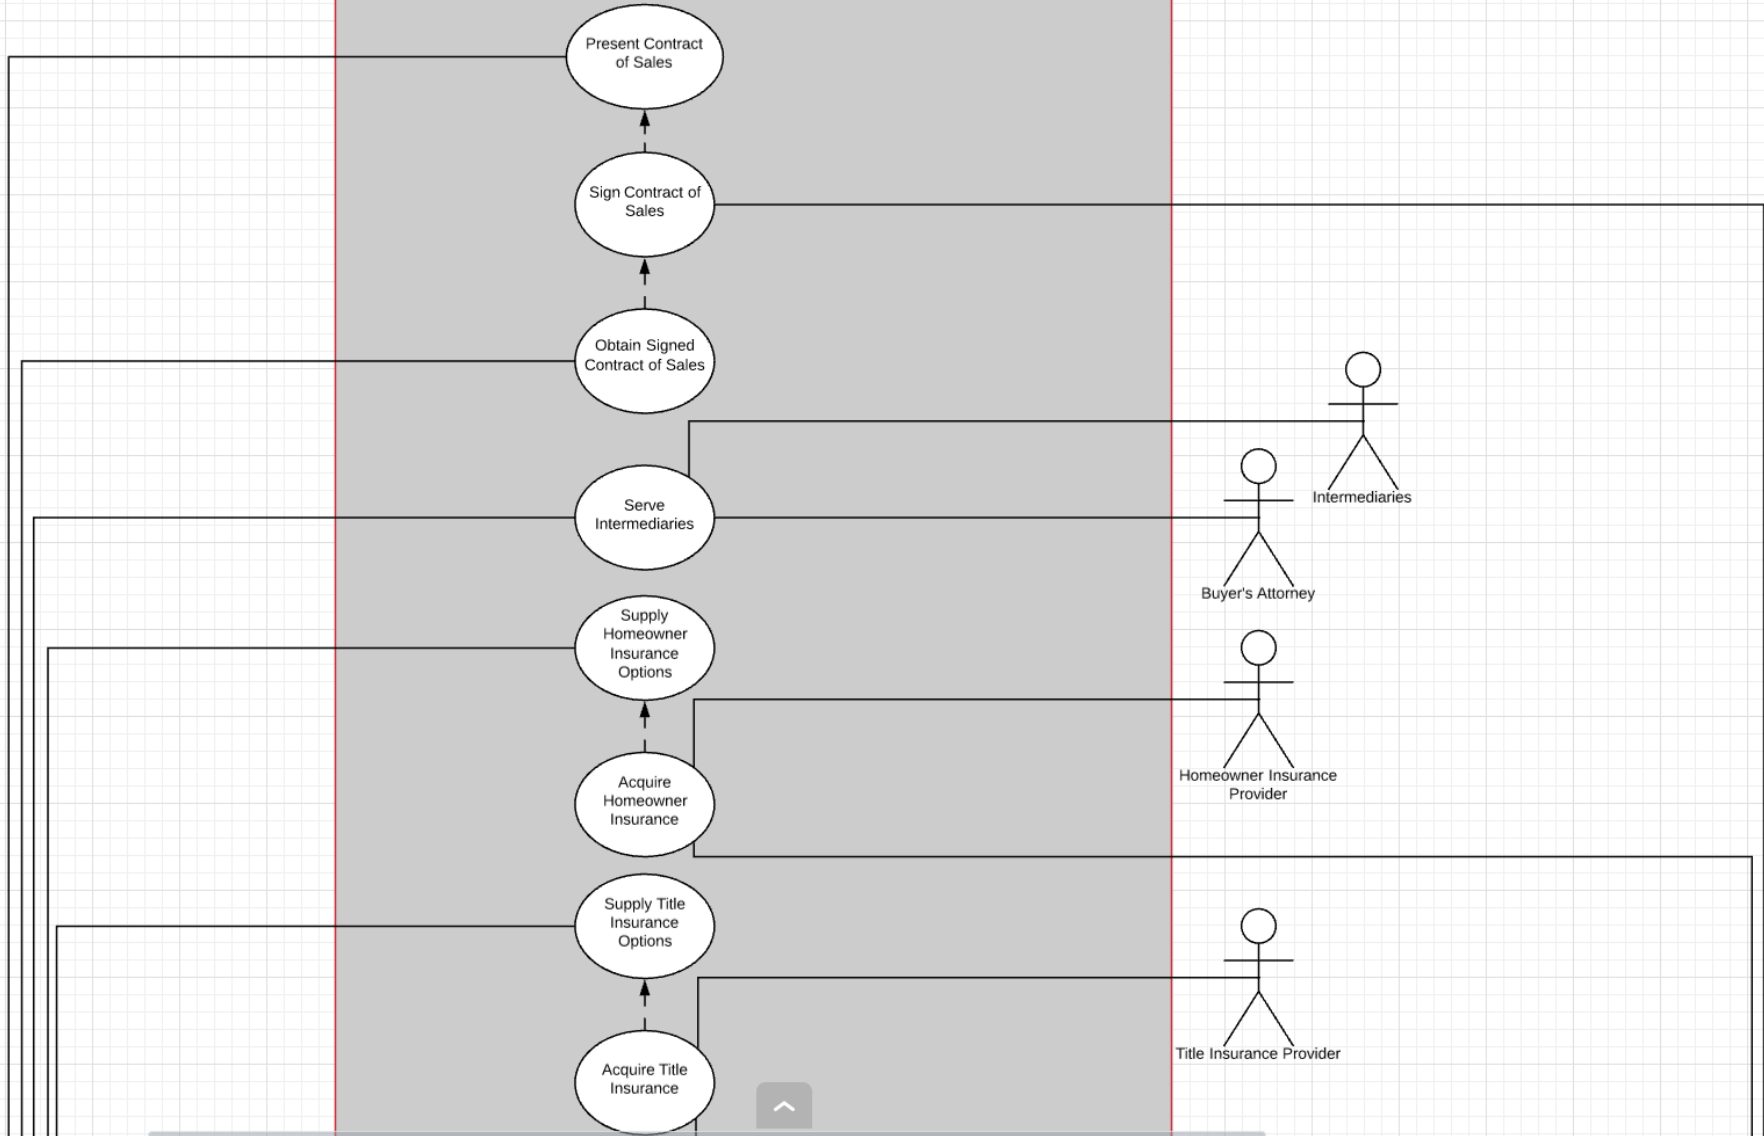 Present Contract
of Sales
Sign Contract of
Sales
Obtain Signed
Contract of Sales
Intermediaries
Serve
Intermediaries
Buyer's Attorney
Supply
Homeowner
Insurance
Options
Homeowner Insurance
Provider
Acquire
Homeowner
Insurance
Supply Title
Insurance
Options
Title Insurance Provider
Acquire Title
Insurance